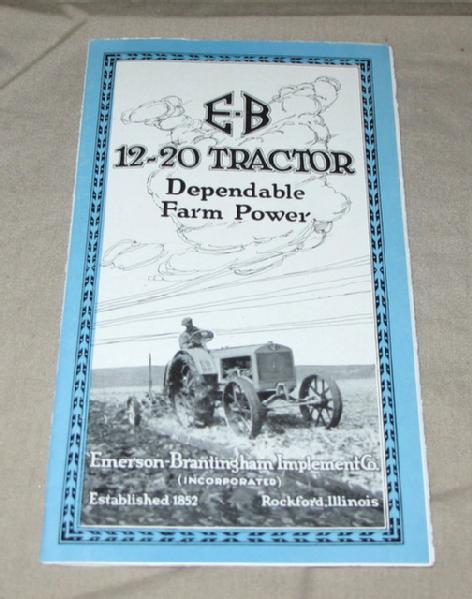 E-B
12-20 TRACTOR
Dependable
Farm Power
Emerson-Brantingham Implement Co.
(INCORPORATED)
Established 1852 Rockford, Illinois